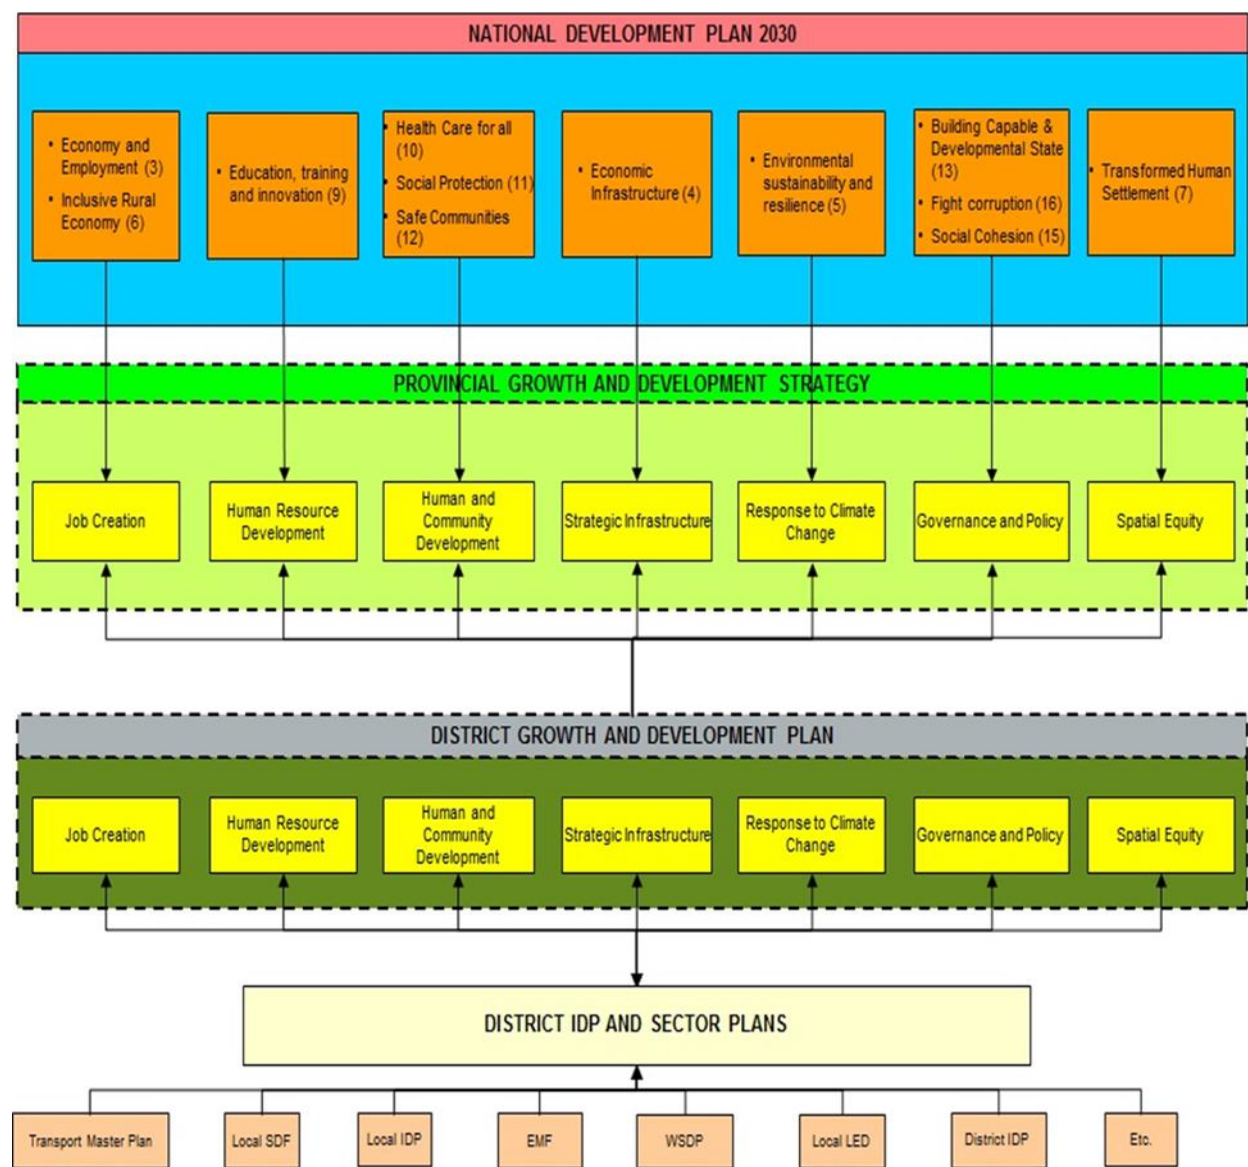 NATIONAL DEVELOPMENT PLAN 2030
• Economy and
Employment (3)
• Inclusive Rural
Economy (6)
• Education, training
and innovation (9)
• Health Care for all
(10)
• Social Protection (11)
• Safe Communities
(12)
• Economic
Infrastructure (4)
• Environmental
sustainability and
resilience (5)
• Building Capable &
Developmental State
(13)
• Fight corruption (16)
• Social Cohesion (15)
• Transformed Human
Settlement (7)
PROVINCIAL GROWTH AND DEVELOPMENT STRATEGY
Job Creation
Human Resource
Development
Human and
Community
Development
Strategic Infrastructure
Response to Climate
Change
Governance and Policy
Spatial Equity
DISTRICT GROWTH AND DEVELOPMENT PLAN
Job Creation
Human Resource
Development
Human and
Community
Development
Strategic Infrastructure
Response to Climate
Change
Governance and Policy
Spatial Equity
DISTRICT IDP AND SECTOR PLANS
Transport Master Plan
Local SDF
Local IDP
EMF
WSDP
Local LED
District IDP
Etc.